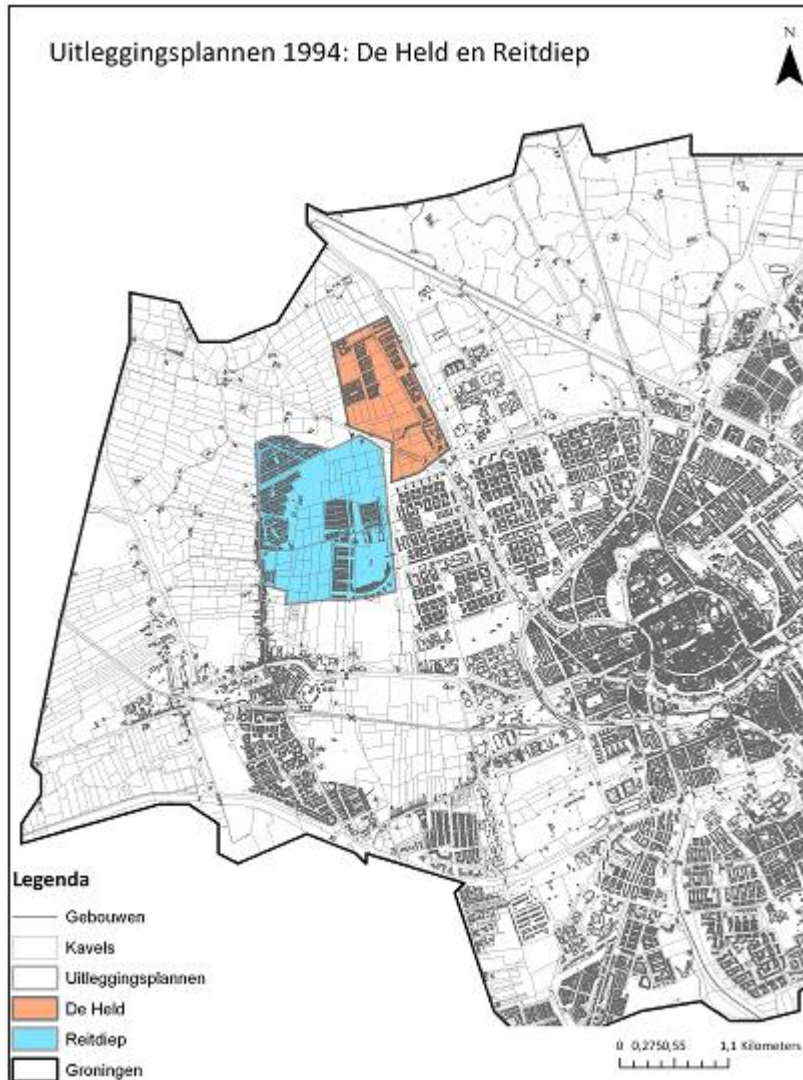 Uitleggingsplannen 1994: De Held en Reitdiep
N
Legenda
Gebouwen
Kavels
Uitleggingsplannen
De Held
Reitdiep
Groningen
0 0,2750,55 1,1 Kilometers